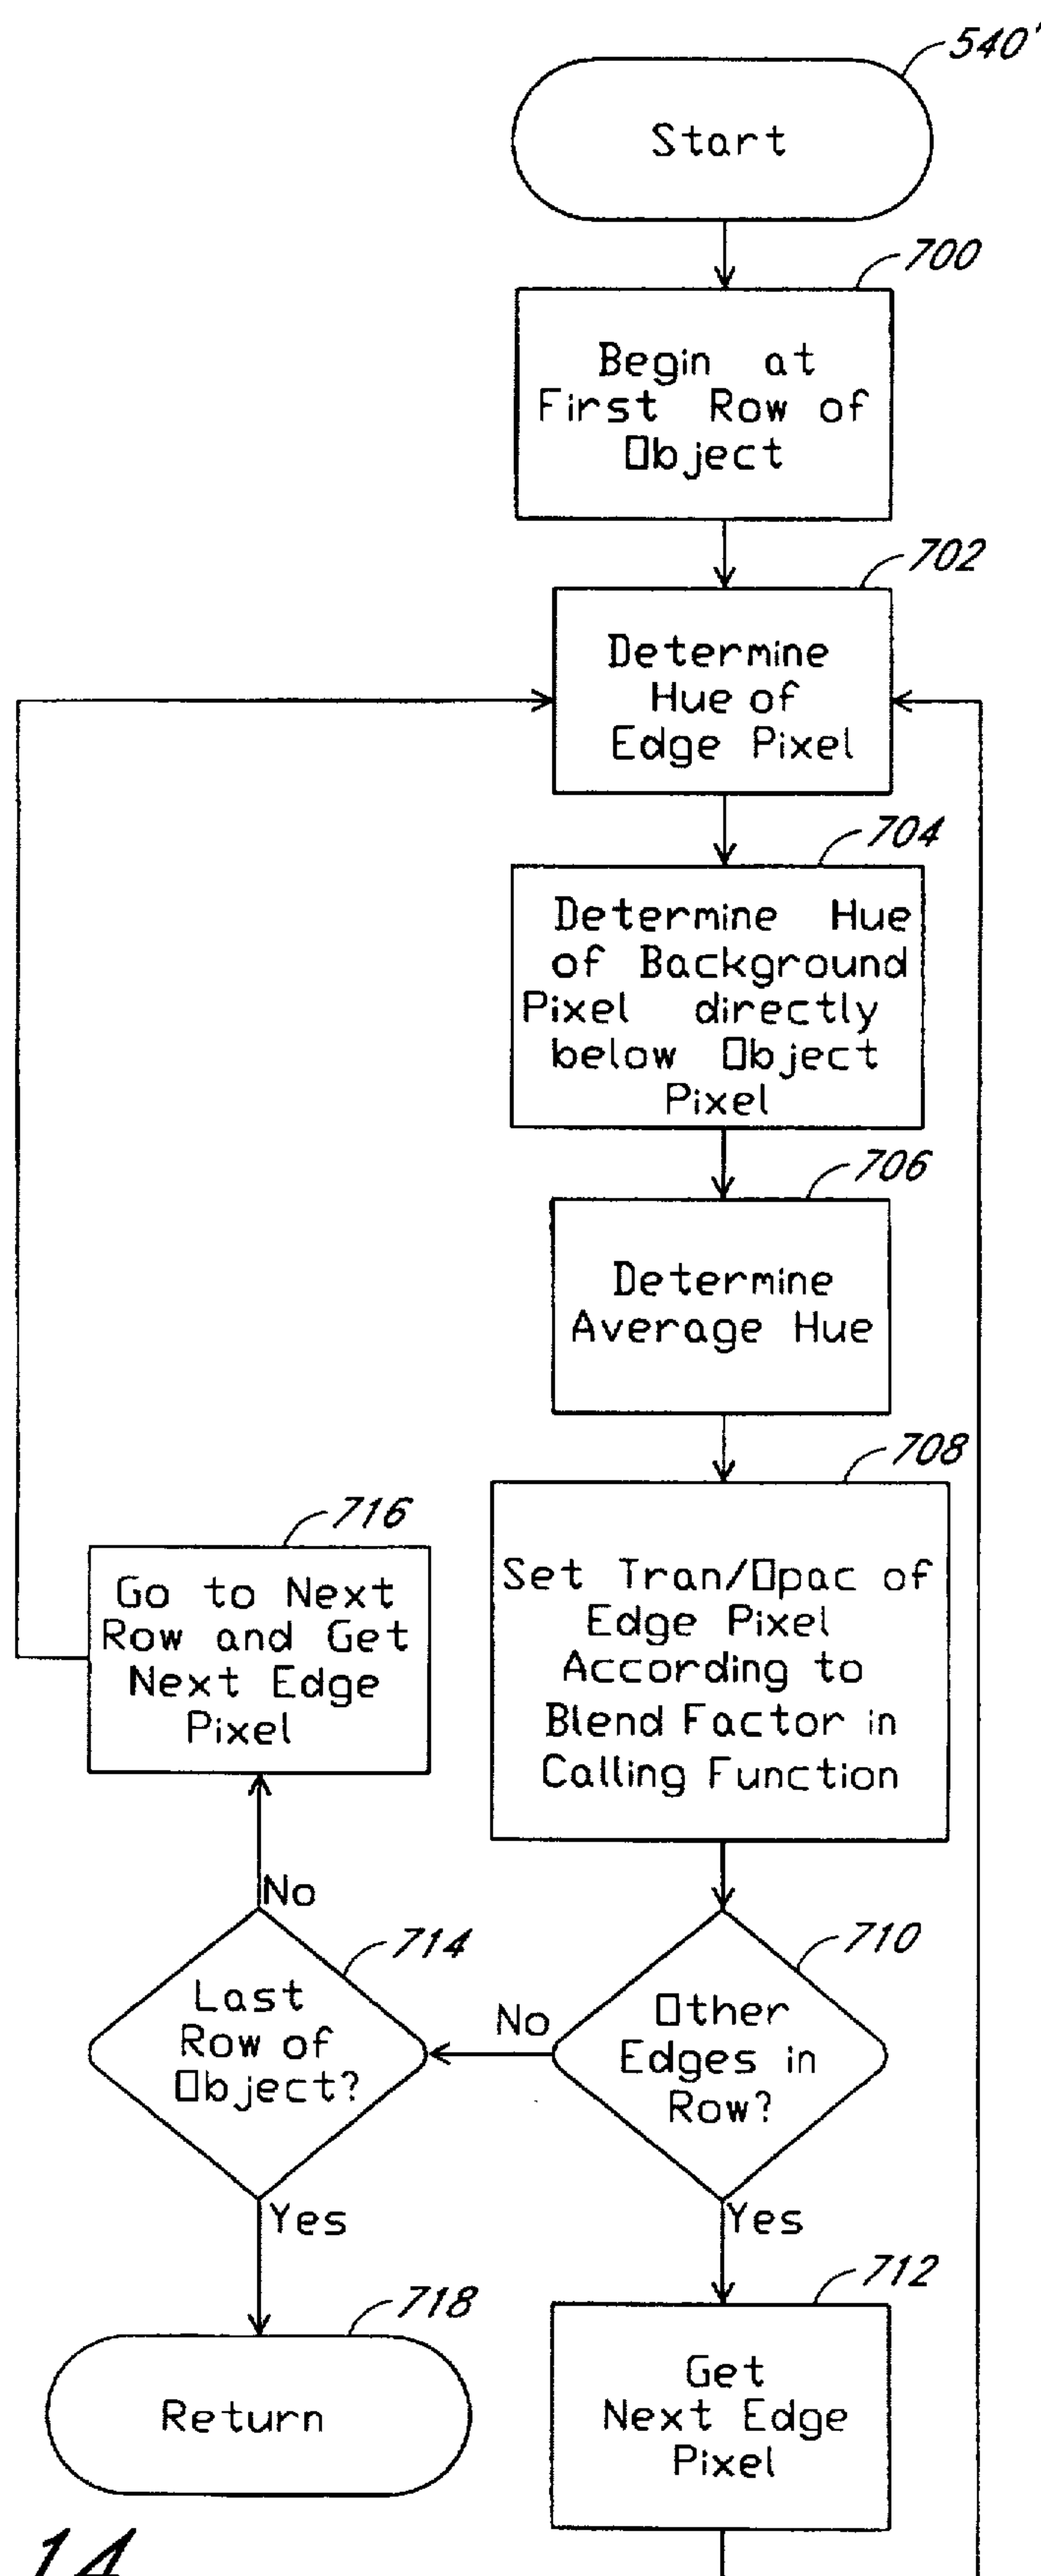 540'
Start
700
Begin at
First Row of
Object
702
Determine
Hue of
Edge Pixel
704
Determine Hue
of Background
Pixel directly
below Object
Pixel
706
Determine
Average Hue
708
Set Tran/Opac of
Edge Pixel
According to
Blend Factor in
Calling Function
716
Go to Next
Row and Get
Next Edge
Pixel
No
714
Last
Row of
Object?
No
710
Other
Edges in
Row?
Yes
Yes
712
Get
Next Edge
Pixel
718
Return
14